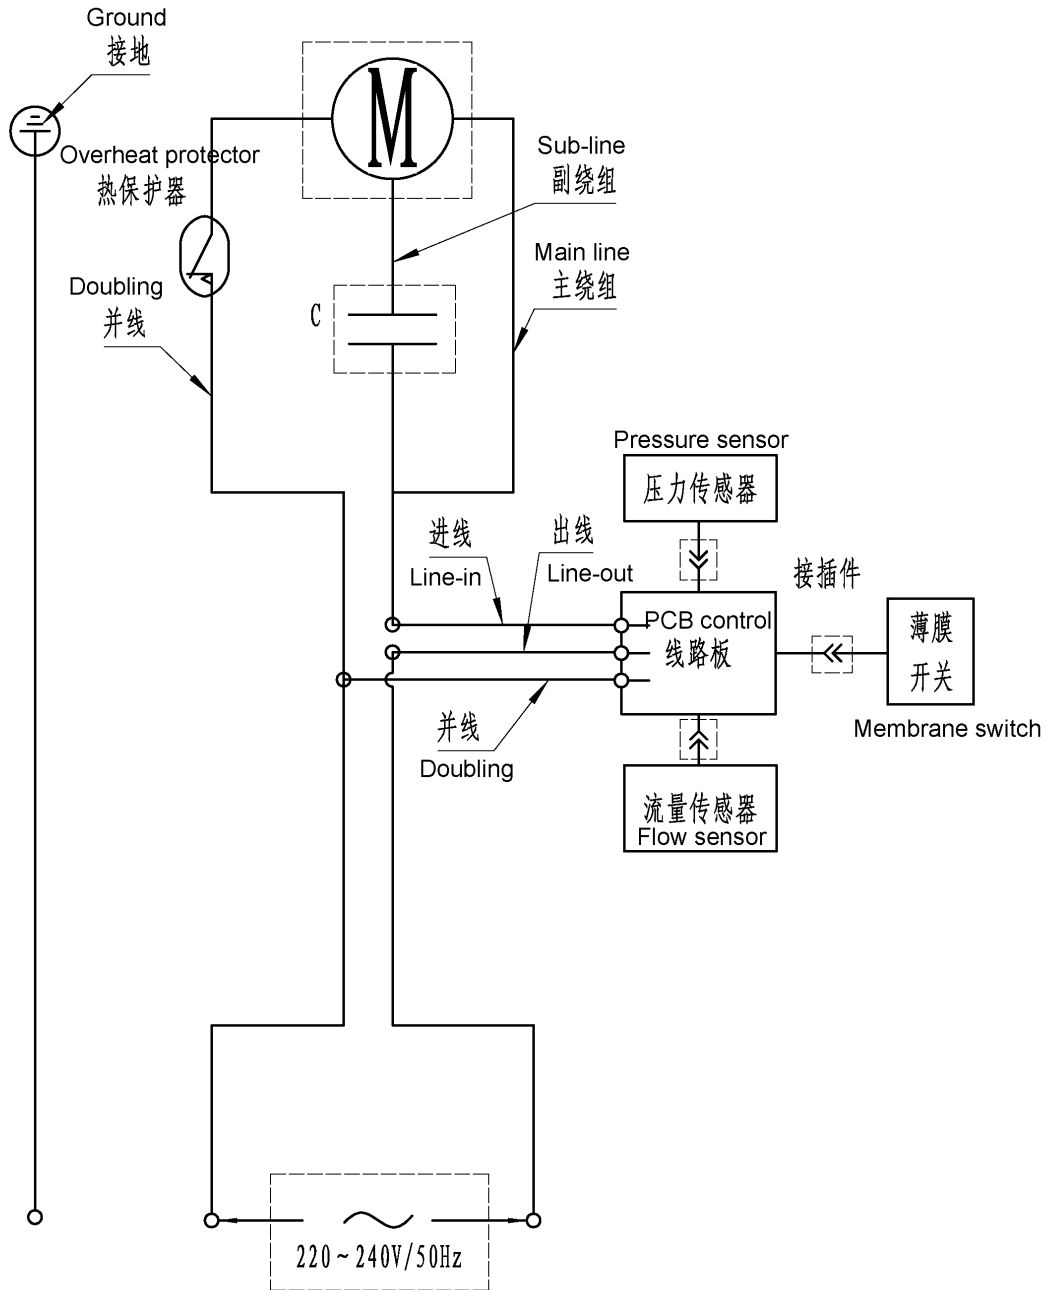 Ground
接地
M
Overheat protector
热保护器
Sub-line
副绕组
Main line
主绕组
Doubling
并线
C
Pressure sensor
压力传感器
进线
Line-in
出线
Line-out
接插件
PCB control
线路板
薄膜
开关
Membrane switch
并线
Doubling
流量传感器
Flow sensor
220~240V/50Hz